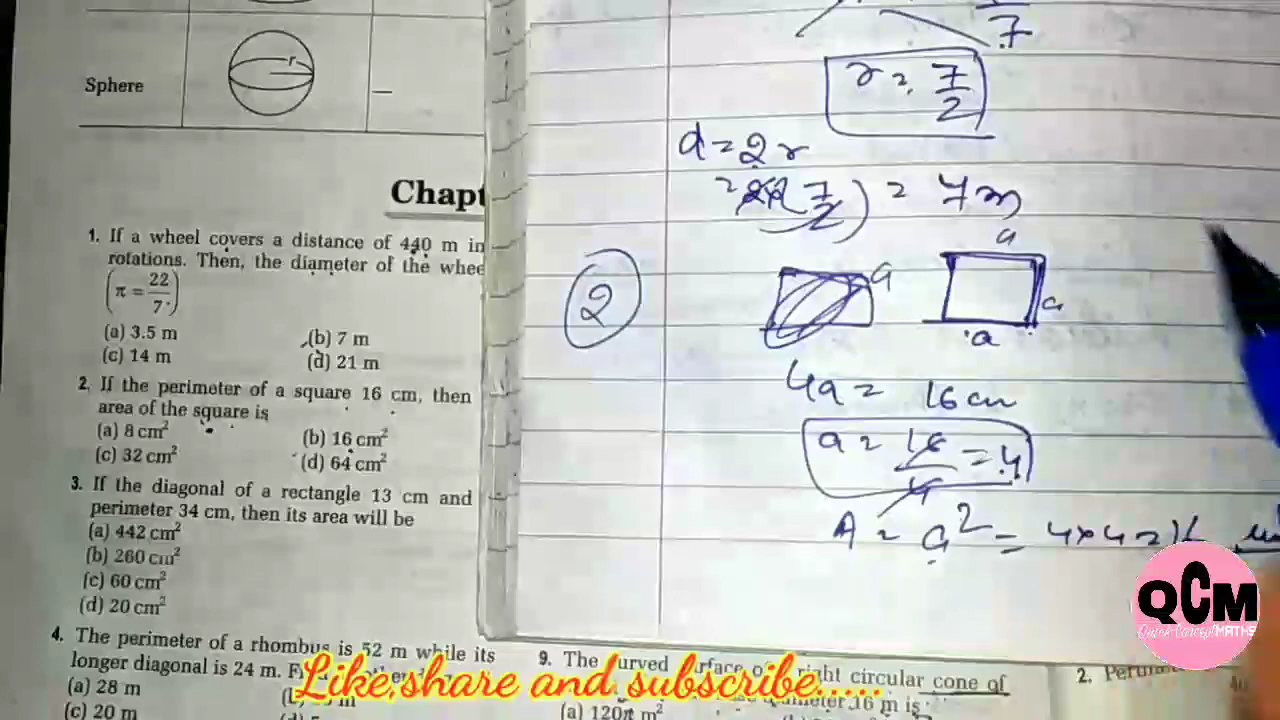 Sphere
r
Chapt
1. If a wheel covers a distance of 440 m in
rotations. Then, the diameter of the whee
(π = 22/7)
(a) 3.5 m (b) 7 m
(c) 14 m (d) 21 m
2. If the perimeter of a square 16 cm, then
area of the square is
(a) 8 cm² (b) 16 cm²
(c) 32 cm² (d) 64 cm²
3. If the diagonal of a rectangle 13 cm and
perimeter 34 cm, then its area will be
(a) 442 cm²
(b) 260 cm²
(c) 60 cm²
(d) 20 cm²
4. The perimeter of a rhombus is 52 m while its
longer diagonal is 24 m.
(a) 28 m
(c) 20 m
7
r = 7/2
d = 2r
= 7m
2
a
a
a
a
4a = 16 cm
a = 16/4 = 4
A = a² = 4×4 = 16
9. The curved surface of right circular cone of
diameter 16 m is
(a) 120π m²
2.
QCM
Quick Concept MATHS
Like,share and subscribe.....